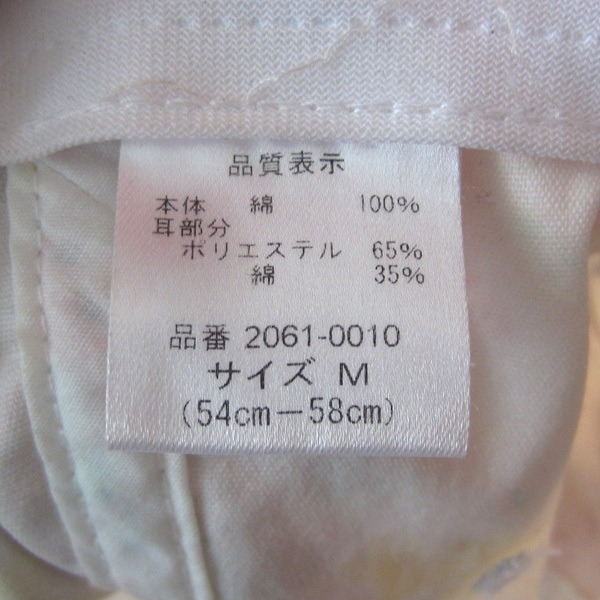 品質表示
本体 綿 100%
耳部分
ポリエステル 65%
綿 35%
品番 2061-0010
サイズ M
(54cm－58cm)